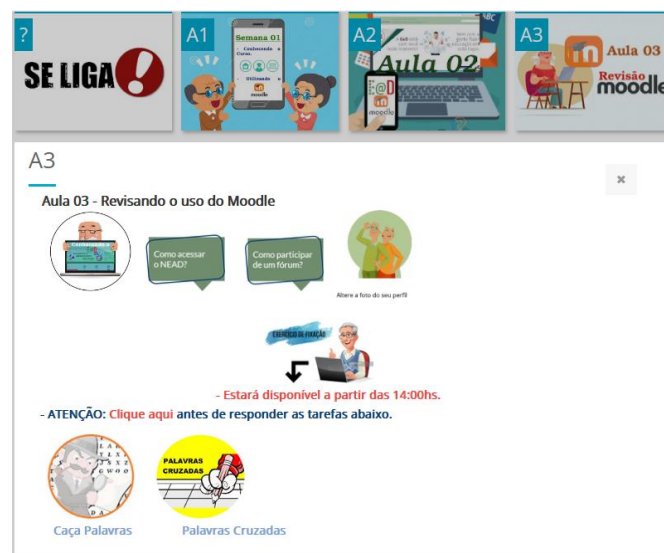 ?
SE LIGA!
A1
Semana 01
- Conhecendo o
Curso.
- Utilizando o
moodle
A2
ABC
Aula 02
E@D
moodle
A3
Aula 03
Revisão
moodle
A3
Aula 03 - Revisando o uso do Moodle
Como acessar
o NEAD?
Como participar
de um fórum?
Altere a foto do seu perfil
EXERCÍCIO DE FIXAÇÃO
- Estará disponível a partir das 14:00hs.
- ATENÇÃO: Clique aqui antes de responder as tarefas abaixo.
PALAVRAS
CRUZADAS
Caça Palavras
Palavras Cruzadas